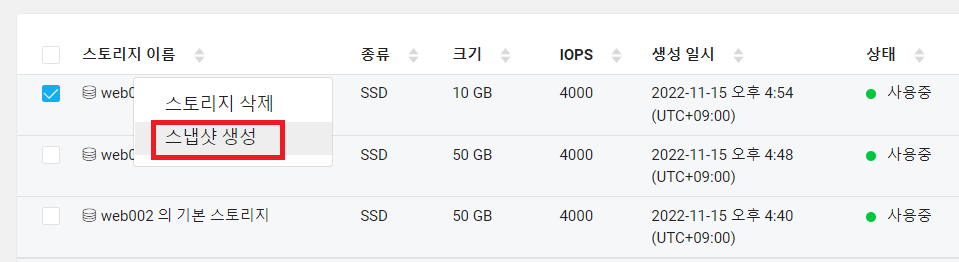 스토리지 이름 종류 크기 IOPS 생성 일시 상태
web0 SSD 10 GB 4000 2022-11-15 오후 4:54 사용중
(UTC+09:00)
스토리지 삭제
스냅샷 생성
web0 SSD 50 GB 4000 2022-11-15 오후 4:48 사용중
(UTC+09:00)
web002 의 기본 스토리지 SSD 50 GB 4000 2022-11-15 오후 4:40 사용중
(UTC+09:00)